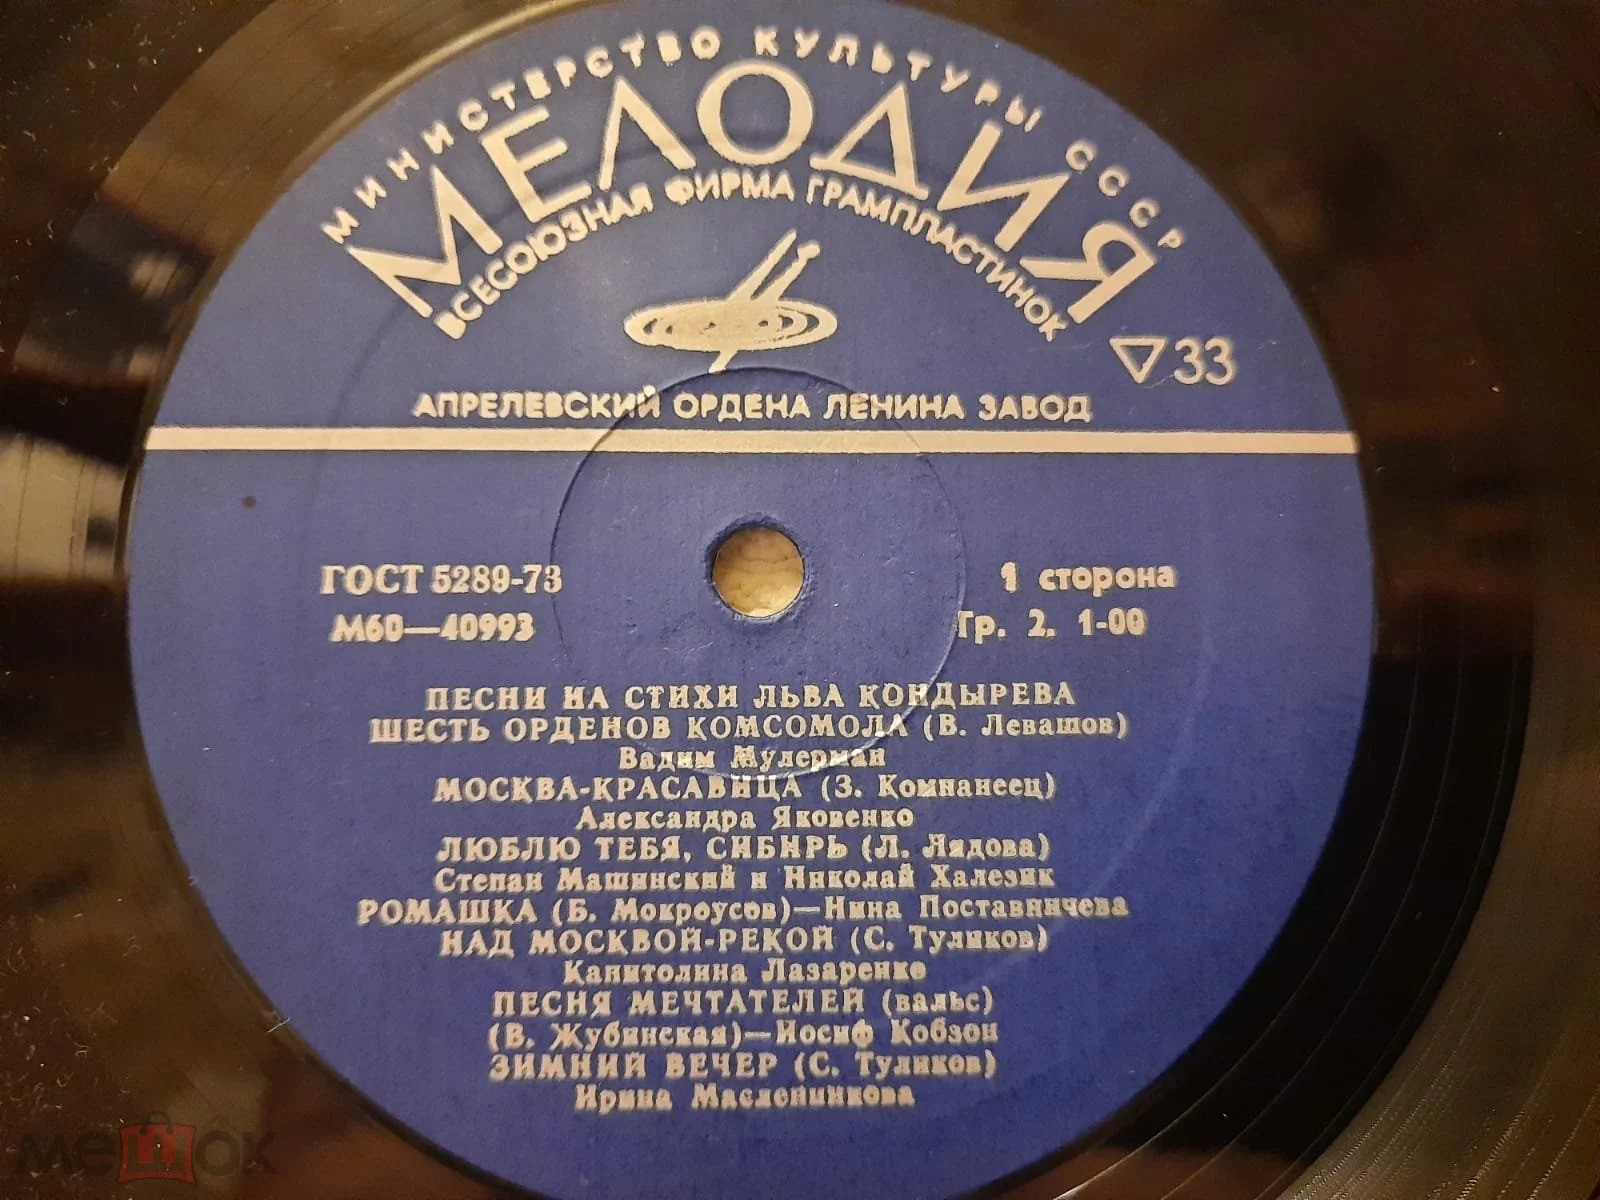 МИНИСТЕРСТВО КУЛЬТУРЫ СССР
МЕЛОДИЯ
ВСЕСОЮЗНАЯ ФИРМА ГРАМПЛАСТИНОК
33
АПРЕЛЕВСКИЙ ОРДЕНА ЛЕНИНА ЗАВОД
ГОСТ 5289-73
1 сторона
М60—40993
Гр. 2. 1-00
ПЕСНИ НА СТИХИ ЛЬВА КОНДЫРЕВА
ШЕСТЬ ОРДЕНОВ КОМСОМОЛА (В. Левашов)
Вадим Мулерман
МОСКВА-КРАСАВИЦА (З. Компанеец)
Александра Яковенко
ЛЮБЛЮ ТЕБЯ, СИБИРЬ (Л. Лядова)
Степан Машинский и Николай Халезик
РОМАШКА (Б. Мокроусов)—Нина Поставничева
НАД МОСКВОЙ-РЕКОЙ (С. Туликов)
Капитолина Лазаренко
ПЕСНЯ МЕЧТАТЕЛЕЙ (вальс)
(В. Жубинская)—Иосиф Кобзон
ЗИМНИЙ ВЕЧЕР (С. Туликов)
Ирина Масленникова
мешок